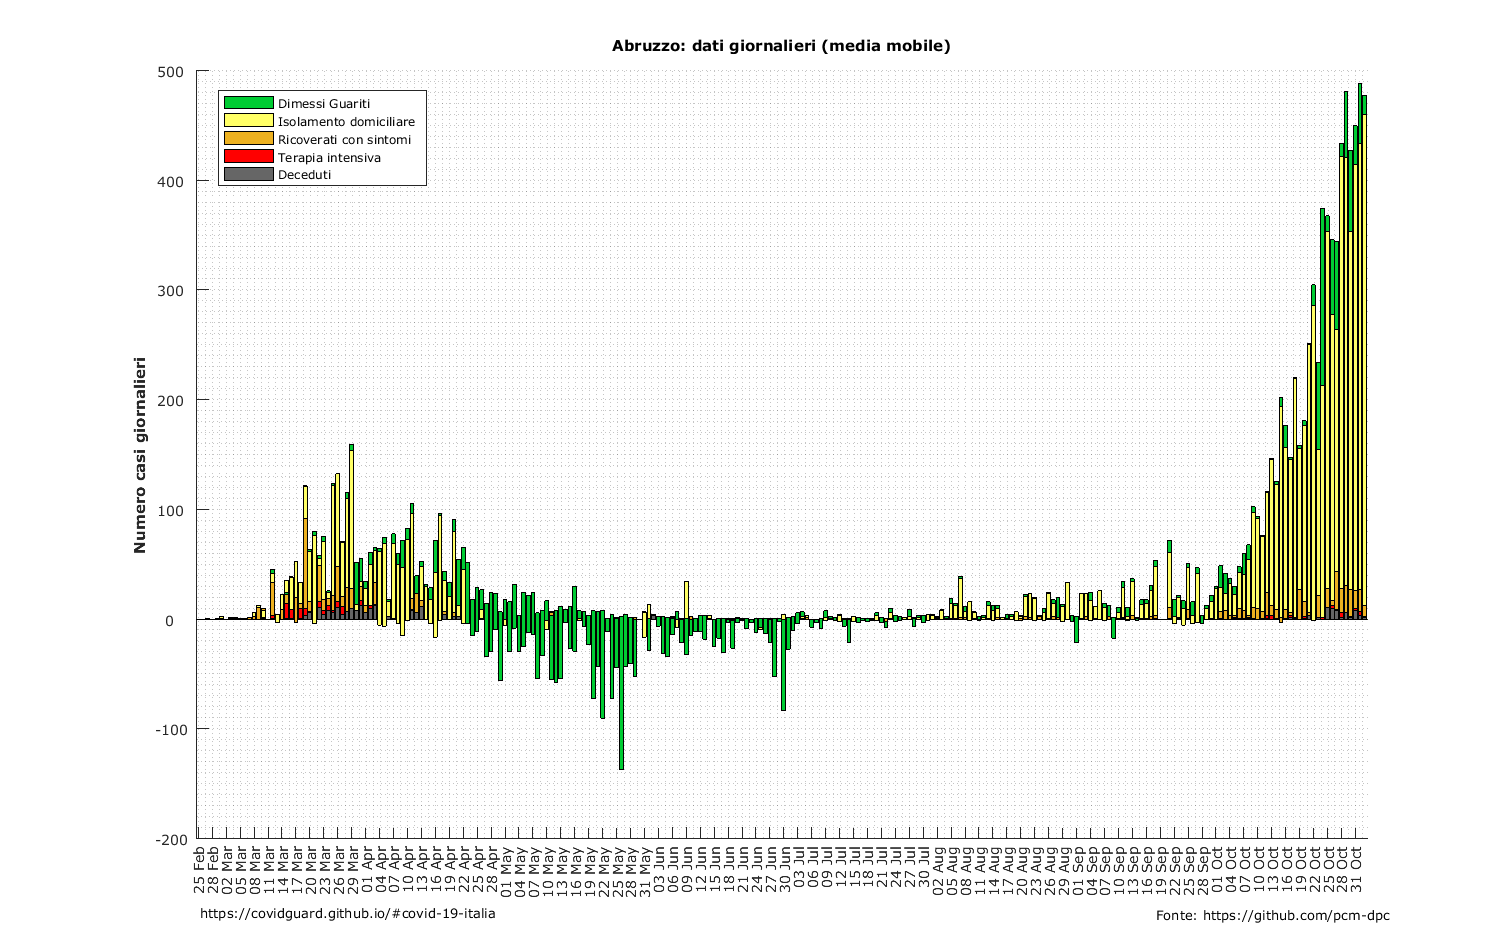 Abruzzo: dati giornalieri (media mobile)
500
400
300
200
100
0
-100
-200
Numero casi giornalieri
Dimessi Guariti
Isolamento domiciliare
Ricoverati con sintomi
Terapia intensiva
Deceduti
25 Feb
28 Feb
02 Mar
05 Mar
08 Mar
11 Mar
14 Mar
17 Mar
20 Mar
23 Mar
26 Mar
29 Mar
01 Apr
04 Apr
07 Apr
10 Apr
13 Apr
16 Apr
19 Apr
22 Apr
25 Apr
28 Apr
01 May
04 May
07 May
10 May
13 May
16 May
19 May
22 May
25 May
28 May
31 May
03 Jun
06 Jun
09 Jun
12 Jun
15 Jun
18 Jun
21 Jun
24 Jun
27 Jun
30 Jun
03 Jul
06 Jul
09 Jul
12 Jul
15 Jul
18 Jul
21 Jul
24 Jul
27 Jul
30 Jul
02 Aug
05 Aug
08 Aug
11 Aug
14 Aug
17 Aug
20 Aug
23 Aug
26 Aug
29 Aug
01 Sep
04 Sep
07 Sep
10 Sep
13 Sep
16 Sep
19 Sep
22 Sep
25 Sep
28 Sep
01 Oct
04 Oct
07 Oct
10 Oct
13 Oct
16 Oct
19 Oct
22 Oct
25 Oct
28 Oct
31 Oct
https://covidguard.github.io/#covid-19-italia
Fonte: https://github.com/pcm-dpc